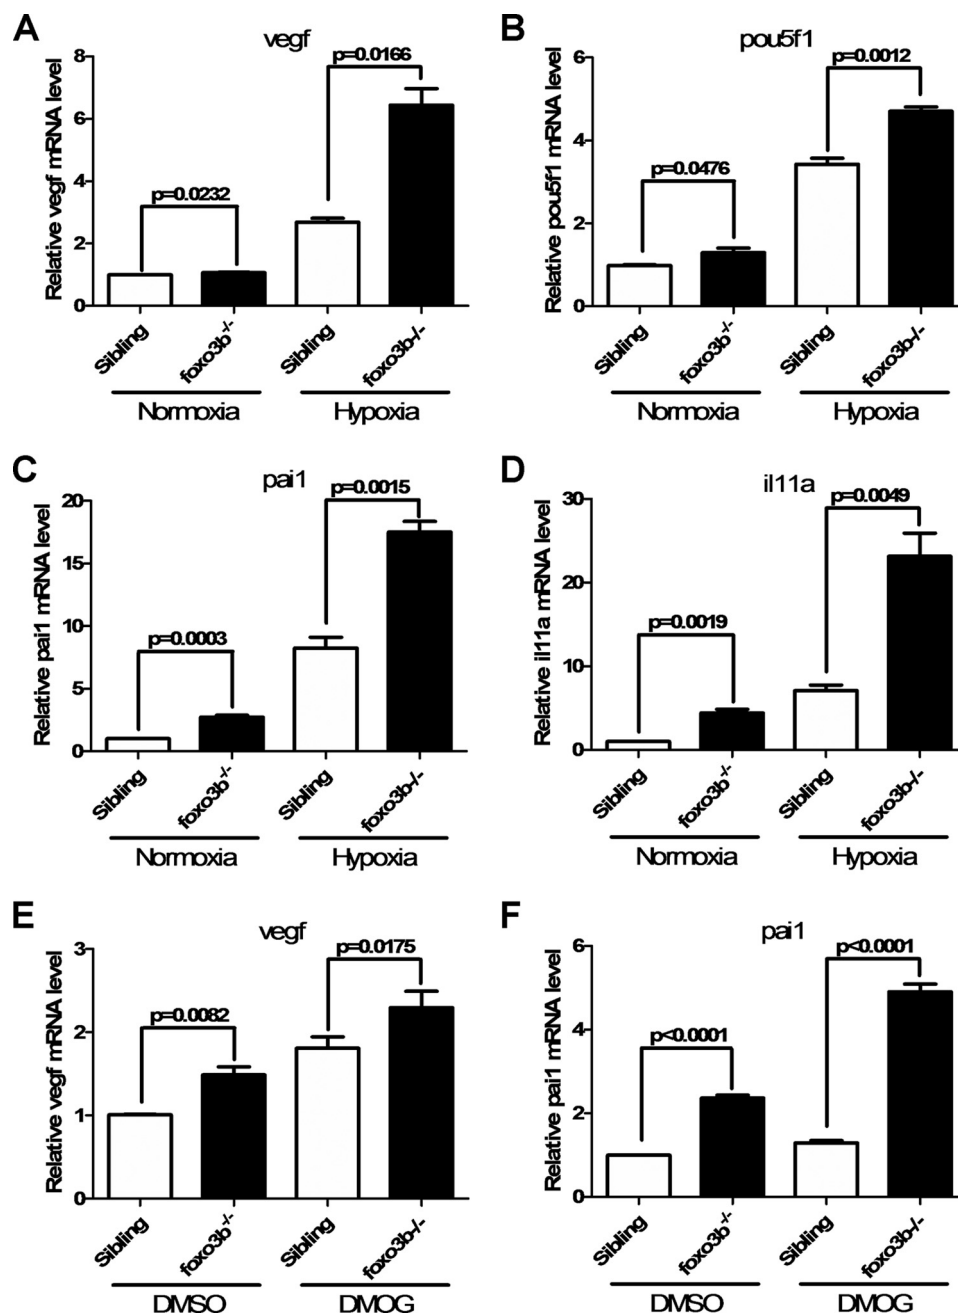 A
vegf
Relative vegf mRNA level
8
6
4
2
0
p=0.0232
p=0.0166
Sibling
foxo3b-/-
Sibling
foxo3b-/-
Normoxia
Hypoxia
B
pou5f1
Relative pou5f1 mRNA level
6
4
2
0
p=0.0476
p=0.0012
Sibling
foxo3b-/-
Sibling
foxo3b-/-
Normoxia
Hypoxia
C
pai1
Relative pai1 mRNA level
20
15
10
5
0
p=0.0003
p=0.0015
Sibling
foxo3b-/-
Sibling
foxo3b-/-
Normoxia
Hypoxia
D
il11a
Relative il11a mRNA level
30
20
10
0
p=0.0019
p=0.0049
Sibling
foxo3b-/-
Sibling
foxo3b-/-
Normoxia
Hypoxia
E
vegf
Relative vegf mRNA level
3
2
1
0
p=0.0082
p=0.0175
Sibling
foxo3b-/-
Sibling
foxo3b-/-
DMSO
DMOG
F
pai1
Relative pai1 mRNA level
6
4
2
0
p<0.0001
p<0.0001
Sibling
foxo3b-/-
Sibling
foxo3b-/-
DMSO
DMOG